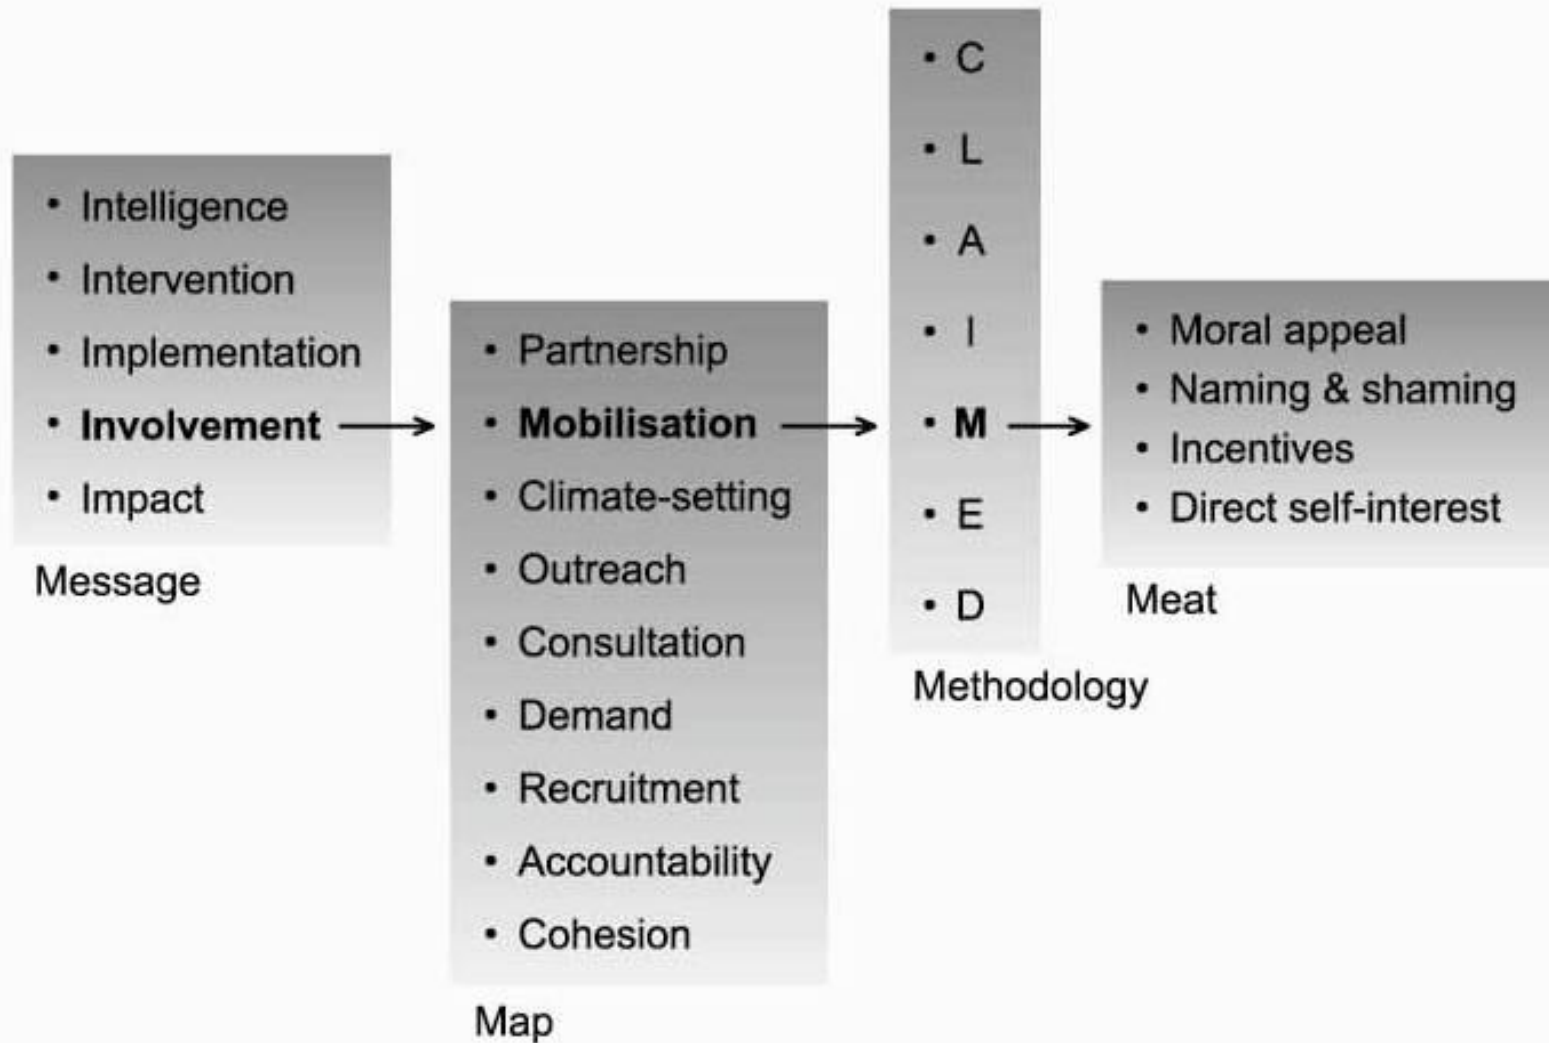 • Intelligence
• Intervention
• Implementation
• Involvement
• Impact
Message
• Partnership
• Mobilisation
• Climate-setting
• Outreach
• Consultation
• Demand
• Recruitment
• Accountability
• Cohesion
Map
• C
• L
• A
• I
• M
• E
• D
Methodology
• Moral appeal
• Naming & shaming
• Incentives
• Direct self-interest
Meat